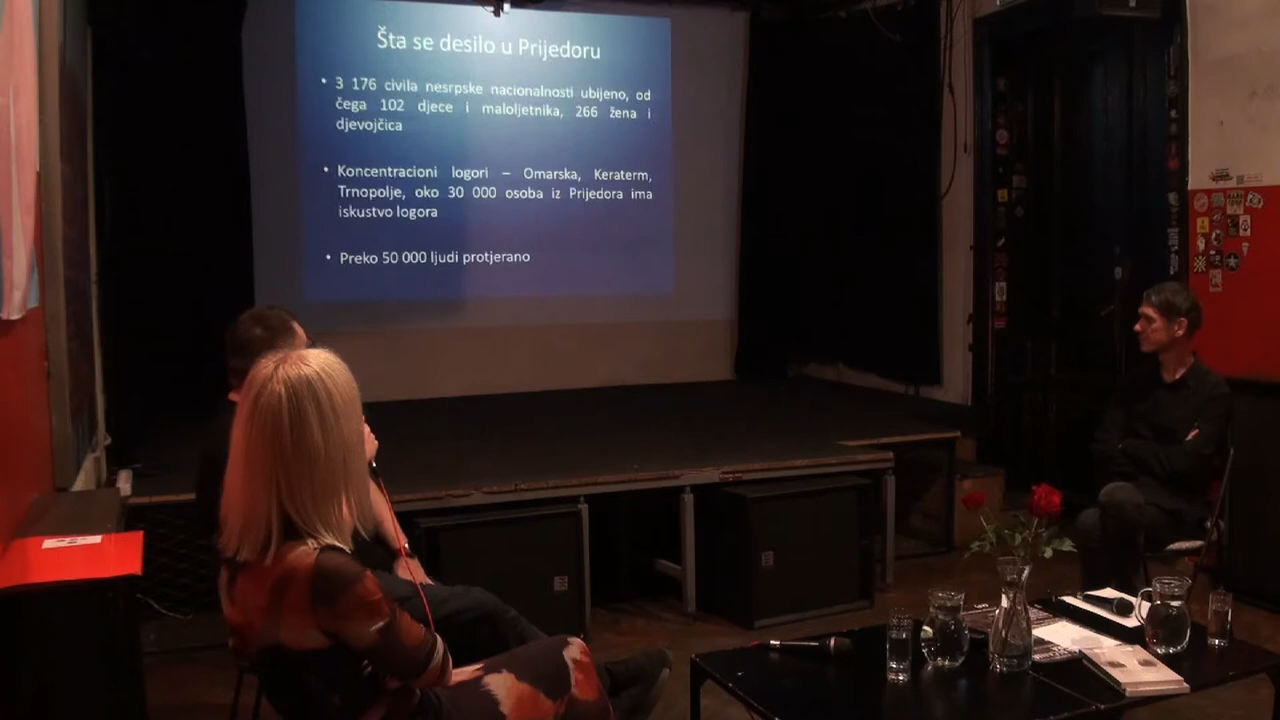 Šta se desilo u Prijedoru
• 3 176 civila nesrpske nacionalnosti ubijeno, od
čega 102 djece i maloljetnika, 266 žena i
djevojčica
• Koncentracioni logori – Omarska, Keraterm,
Trnopolje, oko 30 000 osoba iz Prijedora ima
iskustvo logora
• Preko 50 000 ljudi protjerano